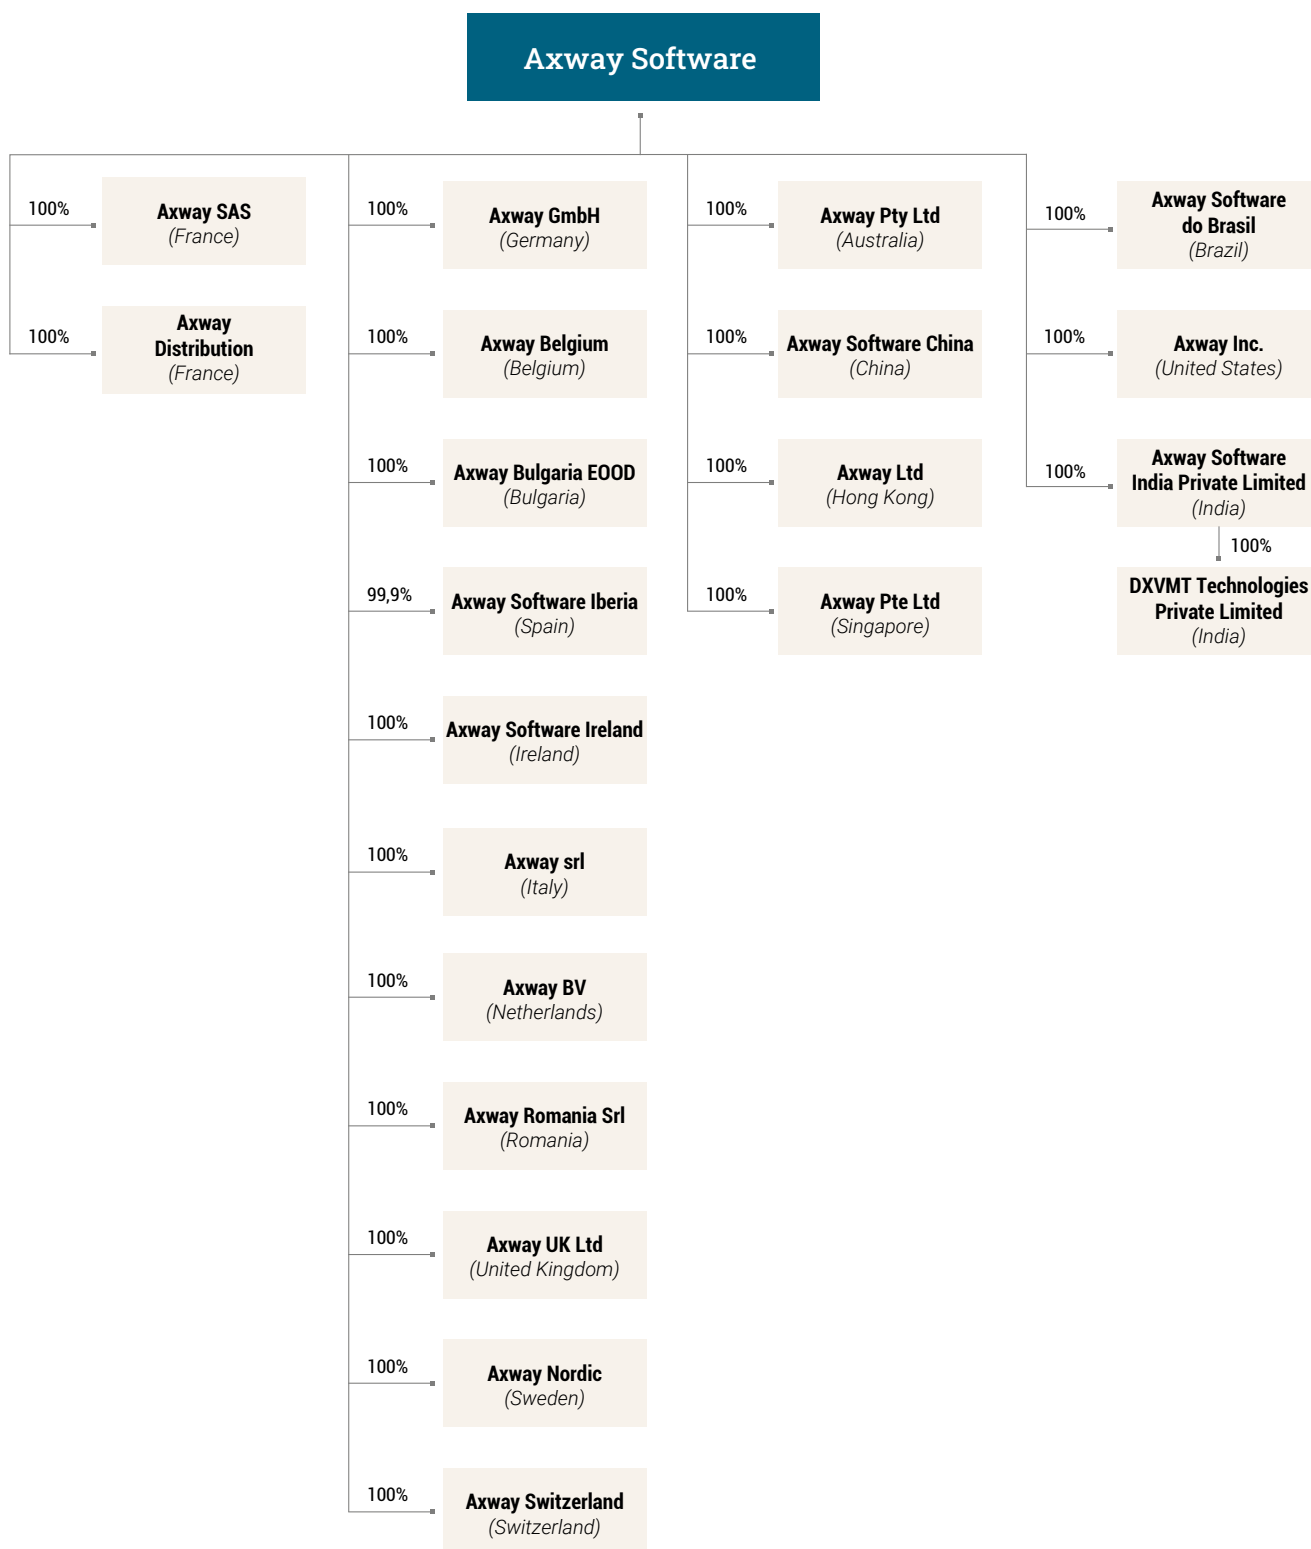 Axway Software
100%
Axway SAS
(France)
100%
Axway
Distribution
(France)
100%
Axway GmbH
(Germany)
100%
Axway Belgium
(Belgium)
100%
Axway Bulgaria EOOD
(Bulgaria)
99,9%
Axway Software Iberia
(Spain)
100%
Axway Software Ireland
(Ireland)
100%
Axway srl
(Italy)
100%
Axway BV
(Netherlands)
100%
Axway Romania Srl
(Romania)
100%
Axway UK Ltd
(United Kingdom)
100%
Axway Nordic
(Sweden)
100%
Axway Switzerland
(Switzerland)
100%
Axway Pty Ltd
(Australia)
100%
Axway Software China
(China)
100%
Axway Ltd
(Hong Kong)
100%
Axway Pte Ltd
(Singapore)
100%
Axway Software
do Brasil
(Brazil)
100%
Axway Inc.
(United States)
100%
Axway Software
India Private Limited
(India)
100%
DXVMT Technologies
Private Limited
(India)